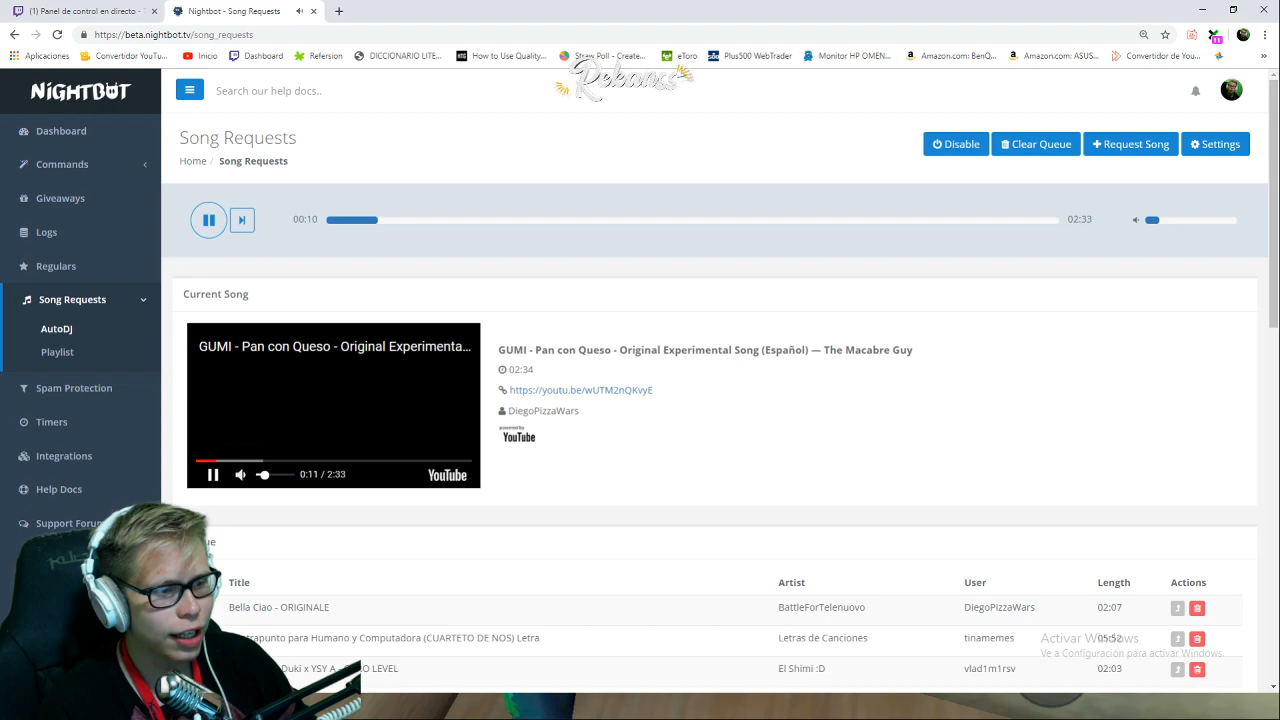 (1) Panel de control en directo - T
Nightbot - Song Requests
https://beta.nightbot.tv/song_requests
Aplicaciones
Inicio
Dashboard
Refersion
DICCIONARIO LITE...
How to Use Quality...
Straw Poll - Create...
eToro
Plus500 WebTrader
Monitor HP OMEN...
Amazon.com: BenQ...
Amazon.com: ASUS...
Convertidor de You...
NIGHTBOT
Search our help docs..
Rekonss
Dashboard
Commands
Giveaways
Logs
Regulars
Song Requests
AutoDJ
Playlist
Spam Protection
Timers
Integrations
Help Docs
Support Forum
Song Requests
Home / Song Requests
Disable
Clear Queue
Request Song
Settings
00:10
02:33
Current Song
GUMI - Pan con Queso - Original Experimenta...
0:11 / 2:33
YouTube
GUMI - Pan con Queso - Original Experimental Song (Español) — The Macabre Guy
02:34
https://youtu.be/wUTM2nQKvyE
DiegoPizzaWars
powered by
YouTube
Title Artist User Length Actions
Bella Ciao - ORIGINALE BattleForTelenuovo DiegoPizzaWars 02:07
trapunto para Humano y Computadora (CUARTETO DE NOS) Letra Letras de Canciones tinamemes 05:52
Duki x YSY A - LEVEL El Shimi :D vlad1m1rsv 02:03
Activar Windows
Ve a Configuración para activar Windows.